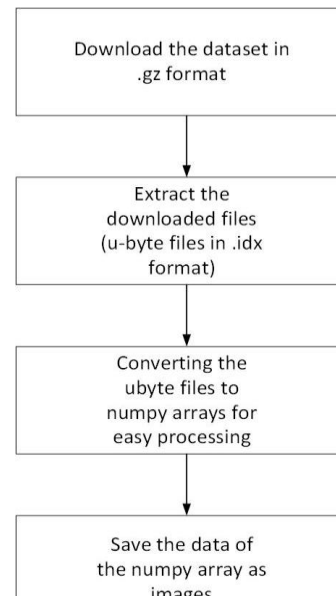 Download the dataset in
.gz format
Extract the
downloaded files
(u-byte files in .idx
format)
Converting the
ubyte files to
numpy arrays for
easy processing
Save the data of
the numpy array as
images